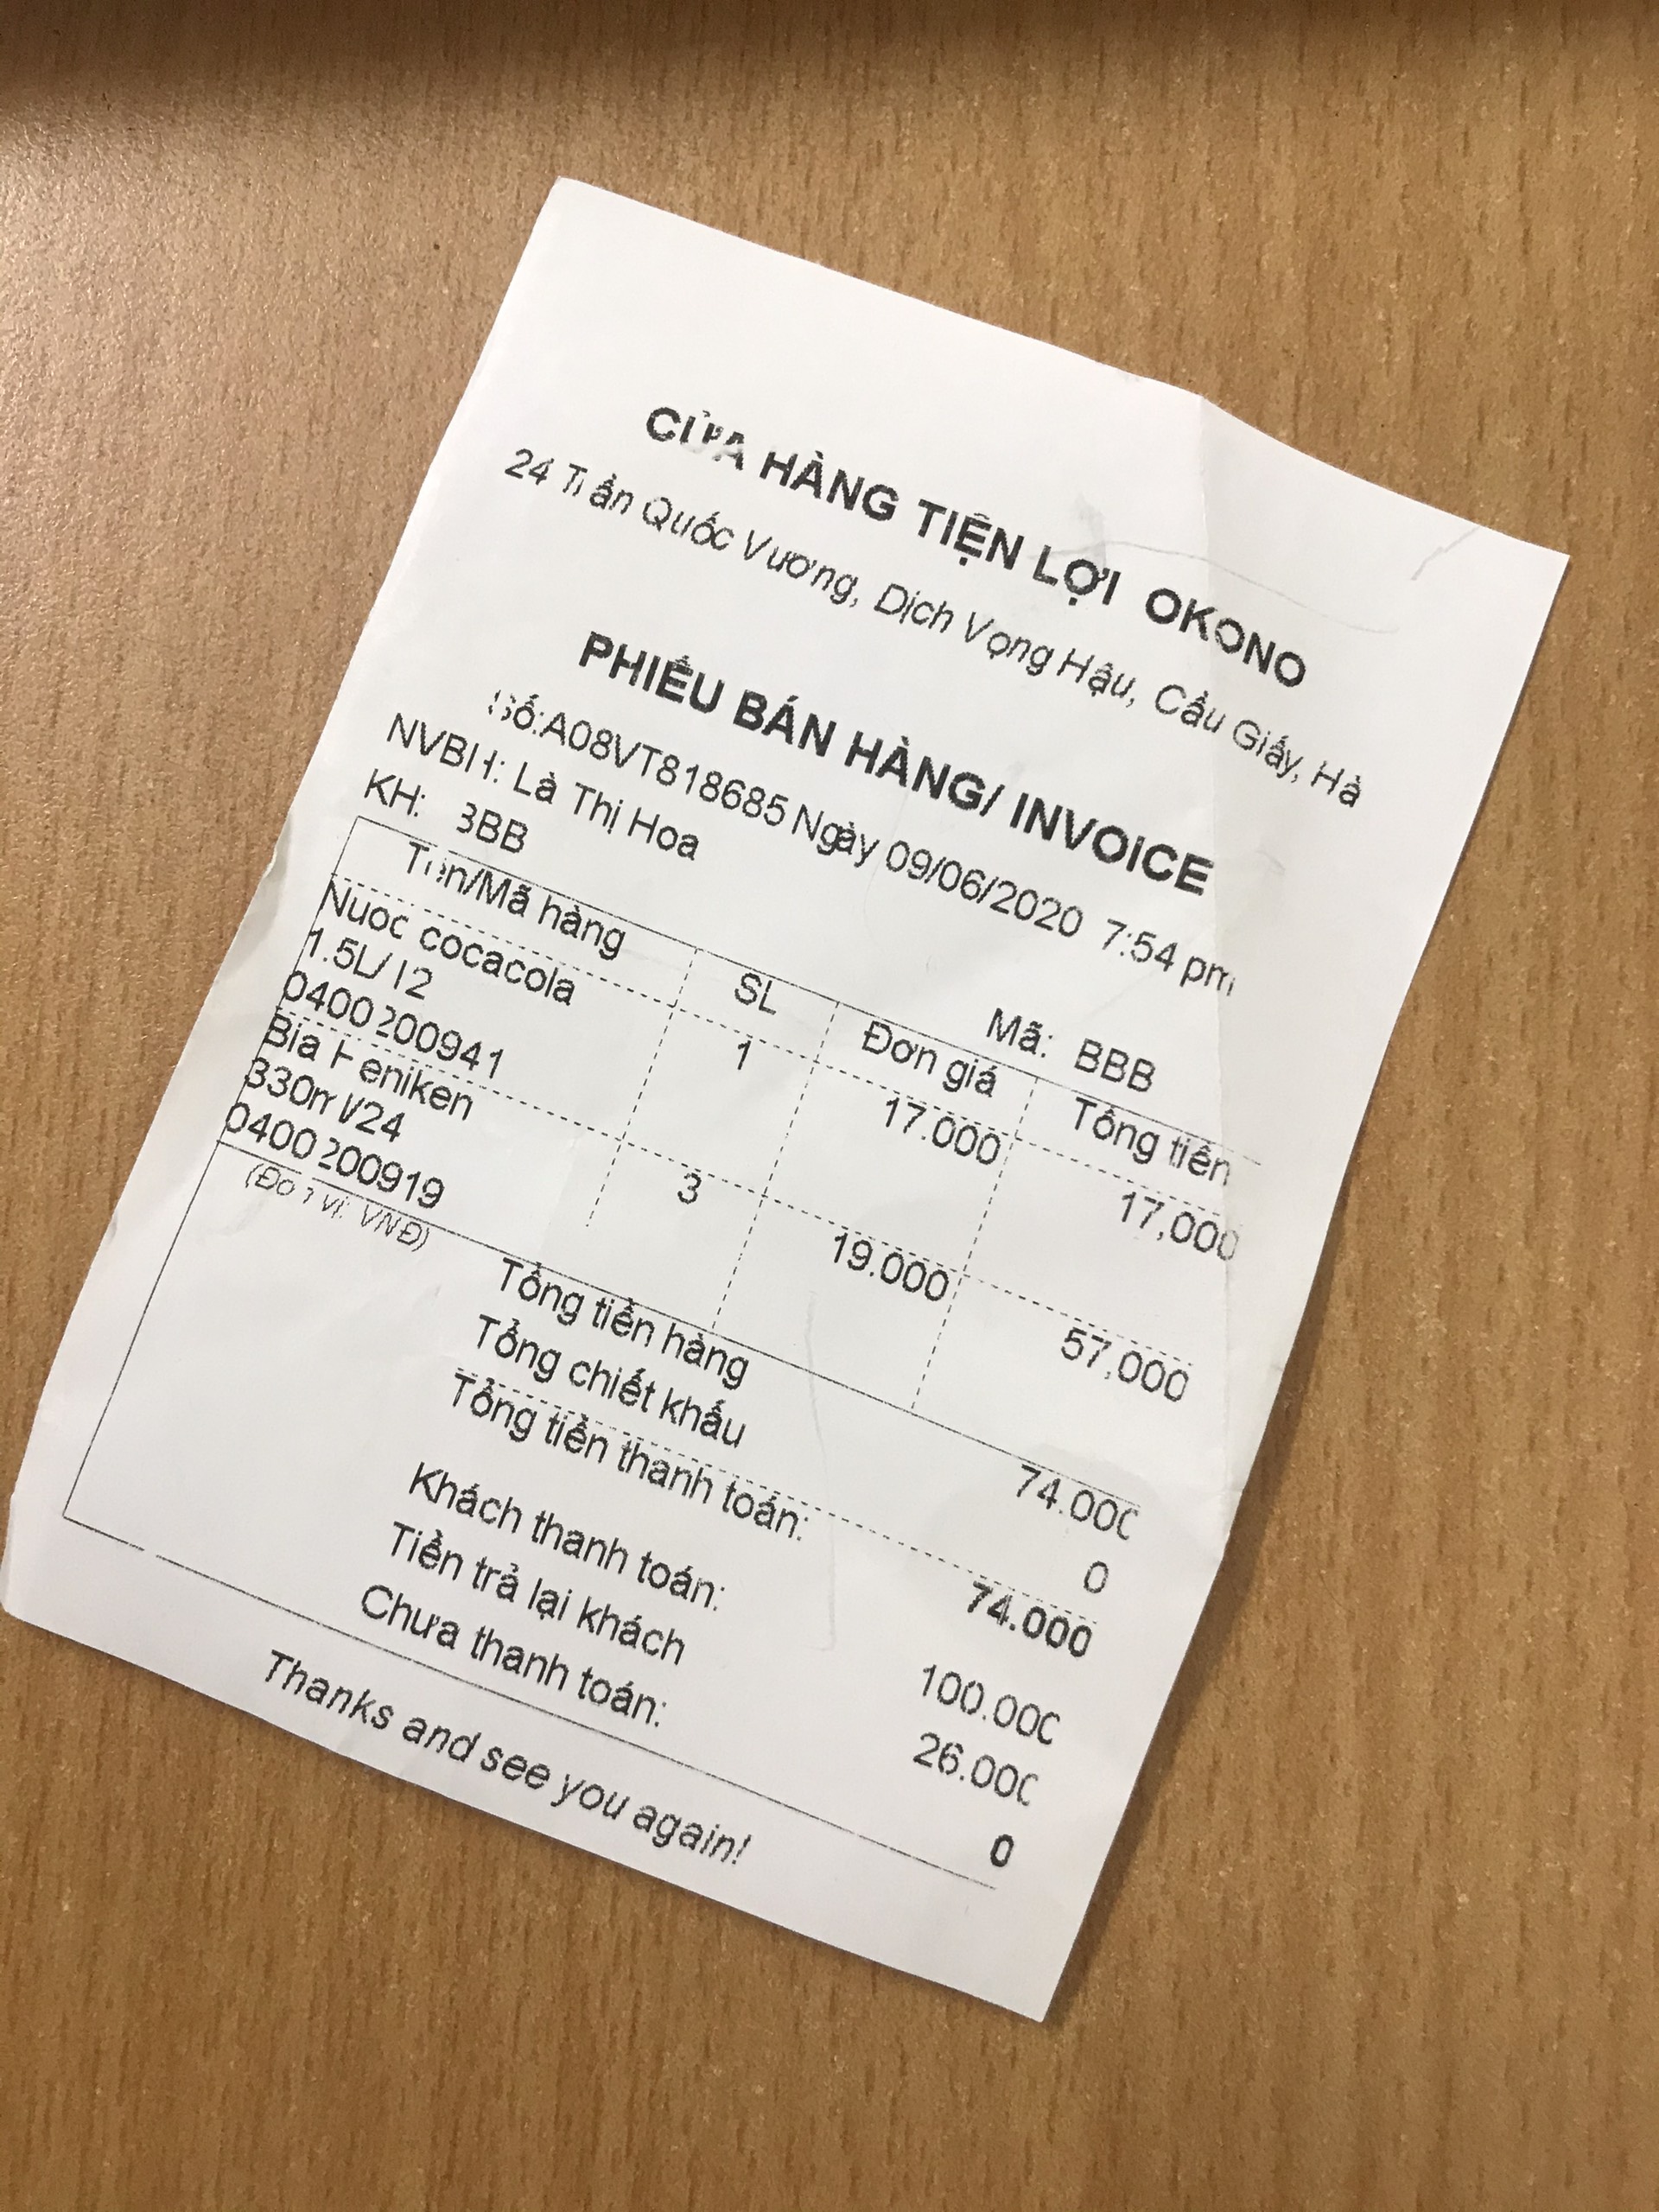 CỬA HÀNG TIỆN LỢI OKONO
24 Trần Quốc Vương, Dịch Vọng Hậu, Cầu Giấy, Hà
PHIẾU BÁN HÀNG/ INVOICE
Số:A08VT818685 Ngày 09/06/2020 7:54 pm
NVBH: Là Thị Hoa
KH: BBB Mã: BBB
Tên/Mã hàng SL Đơn giá Tổng tiền
Nuoc cocacola 1 17.000 17,000
1.5L/12
0400200941
Bia Heniken 3 19.000 57,000
330ml/24
0400200919
(Đơn vị: VNĐ)
Tổng tiền hàng 74.000
Tổng chiết khấu 0
Tổng tiền thanh toán: 74.000
Khách thanh toán: 100.000
Tiền trả lại khách 26.000
Chưa thanh toán: 0
Thanks and see you again!